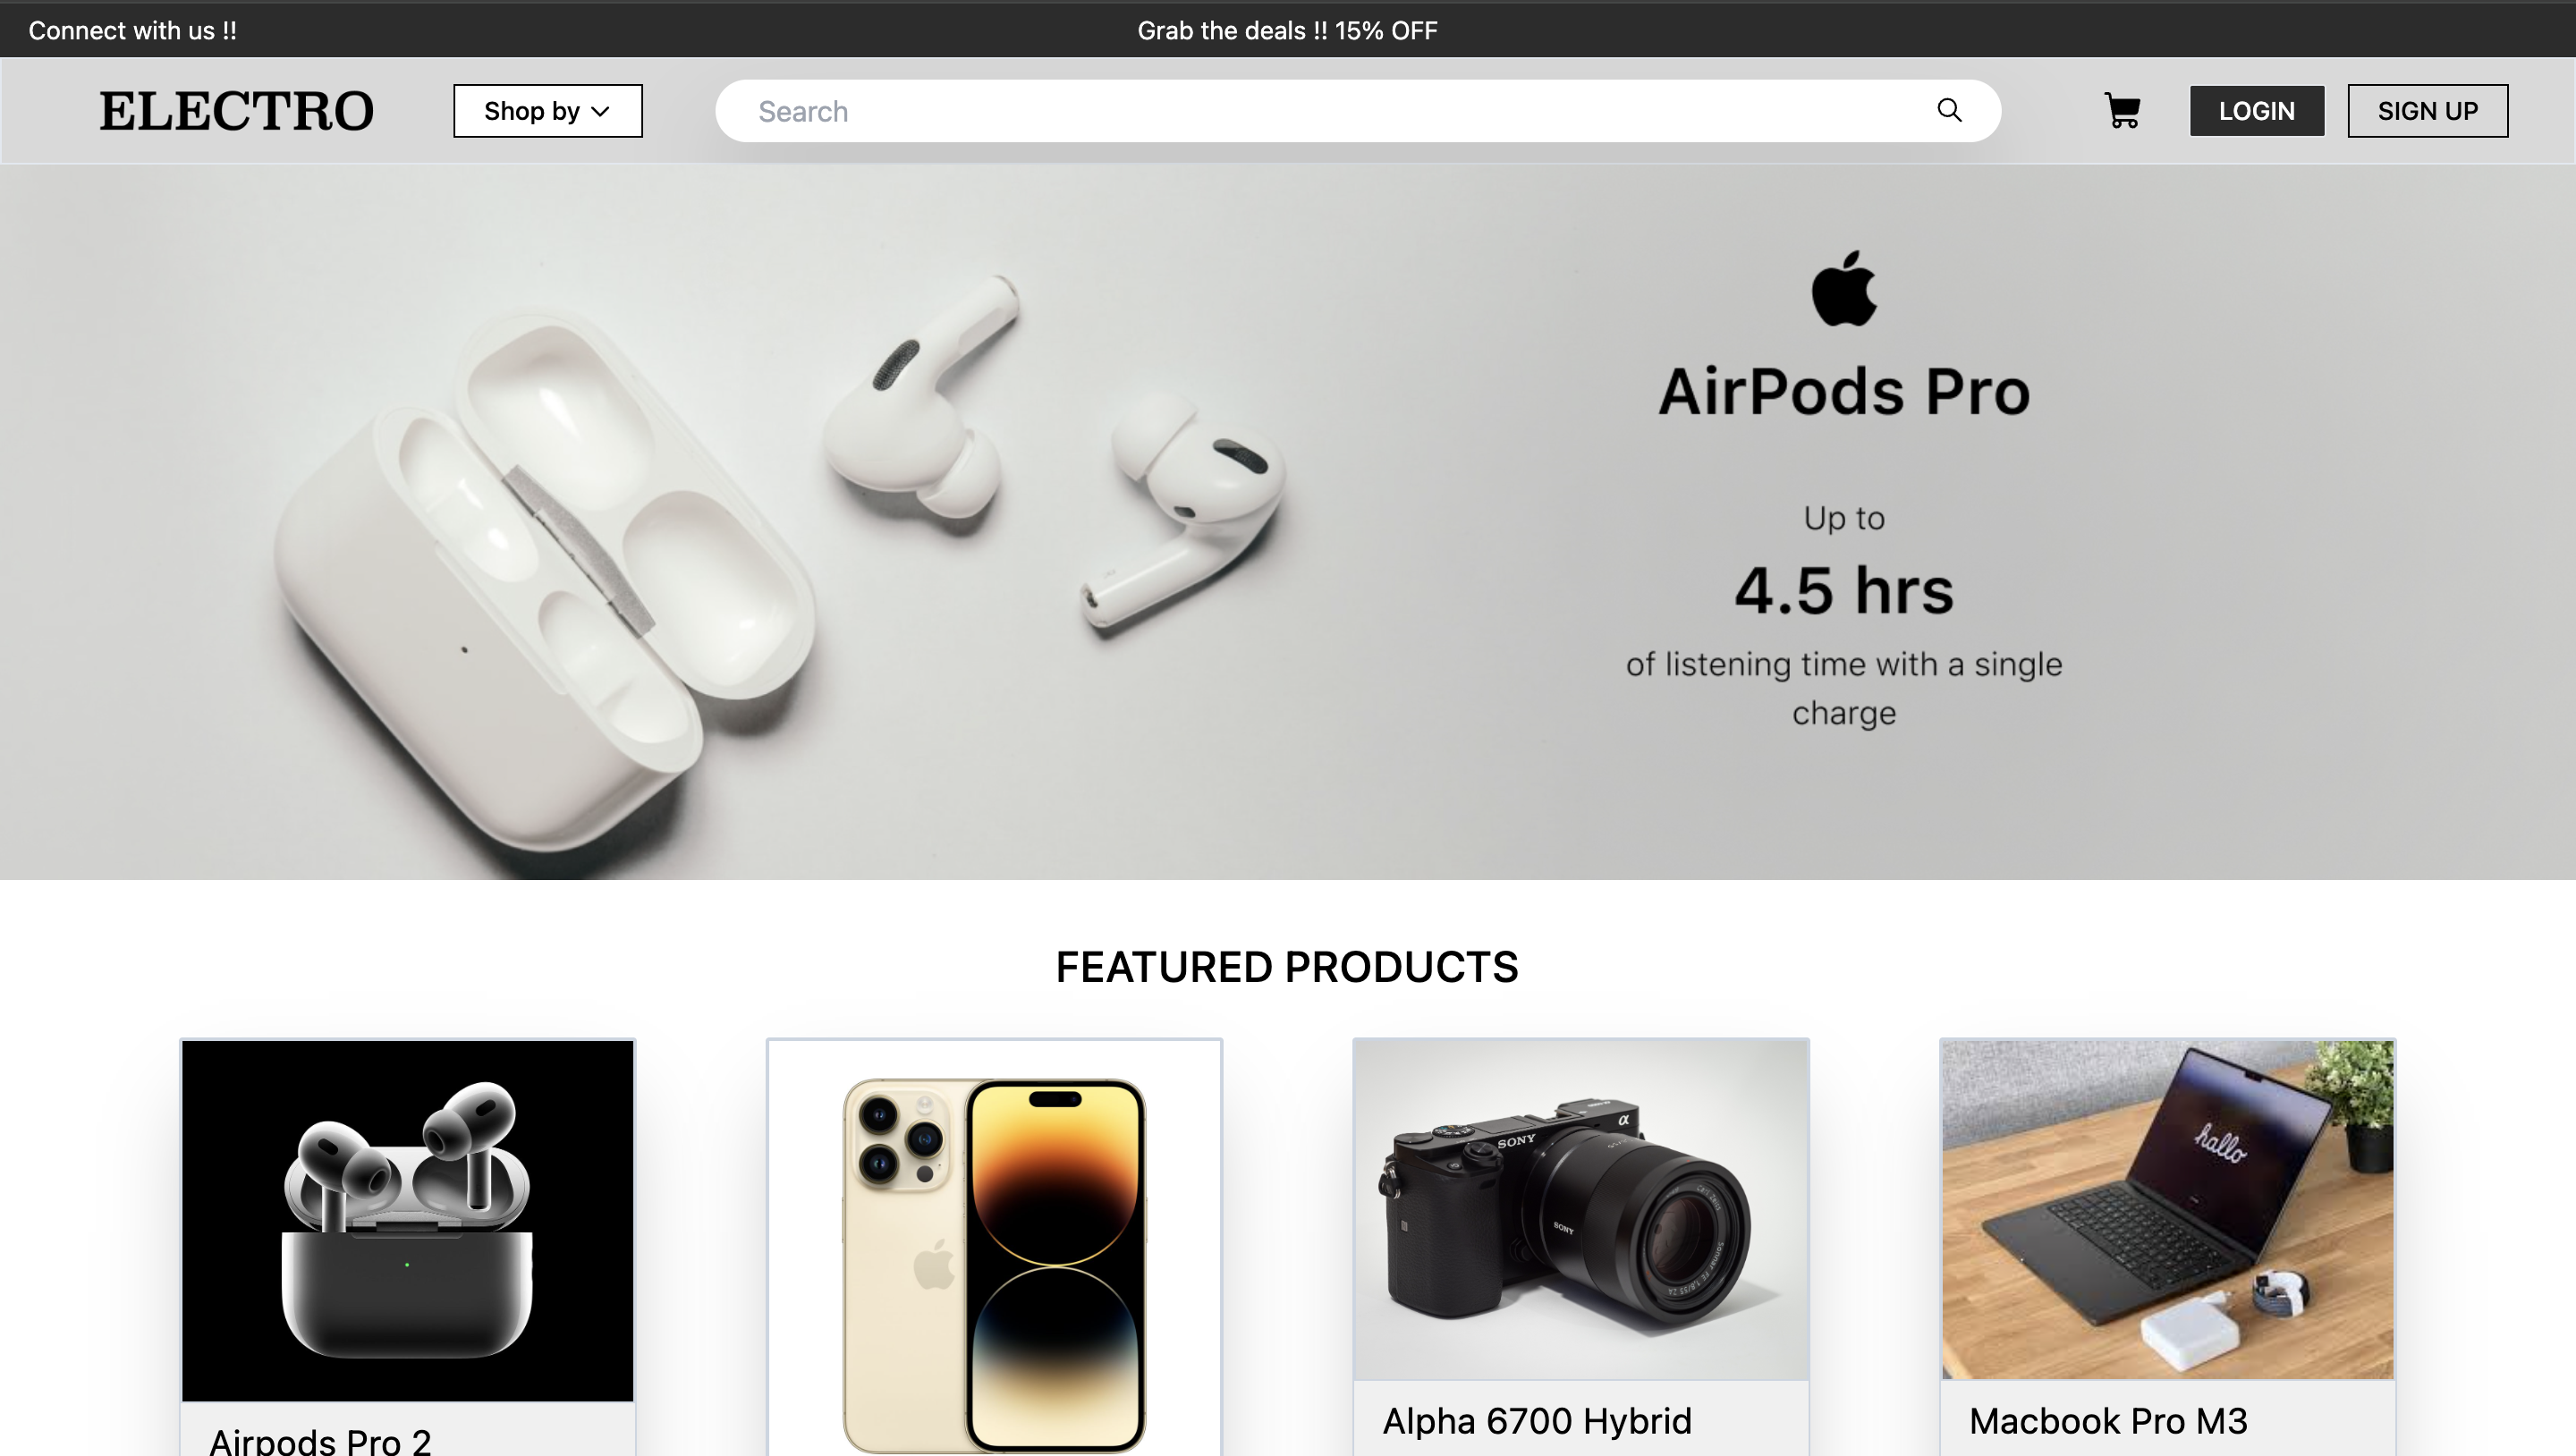 Connect with us !!
Grab the deals !! 15% OFF
ELECTRO
Shop by
Search
LOGIN
SIGN UP
AirPods Pro
Up to
4.5 hrs
of listening time with a single
charge
FEATURED PRODUCTS
SONY
α
SONY
hallo
Airpods Pro 2
Alpha 6700 Hybrid
Macbook Pro M3